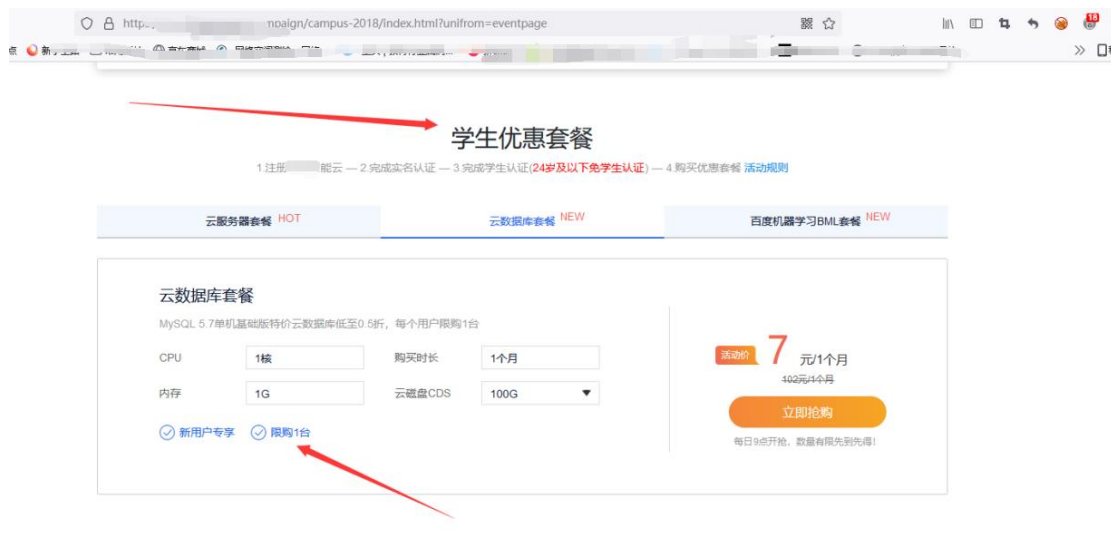 http
npaign/campus-2018/index.html?unifrom=eventpage
18
学生优惠套餐
1.注册 能云 — 2.完成实名认证 — 3.完成学生认证(24岁及以下免学生认证) — 4.购买优惠套餐 活动规则
云服务器套餐 HOT
云数据库套餐 NEW
百度机器学习BML套餐 NEW
云数据库套餐
MySQL 5.7单机基础版特价云数据库低至0.5折，每个用户限购1台
CPU 1核 购买时长 1个月
内存 1G 云磁盘CDS 100G
新用户专享 限购1台
活动价 7 元/1个月
102元/1个月
立即抢购
每日9点开抢，数量有限先到先得！